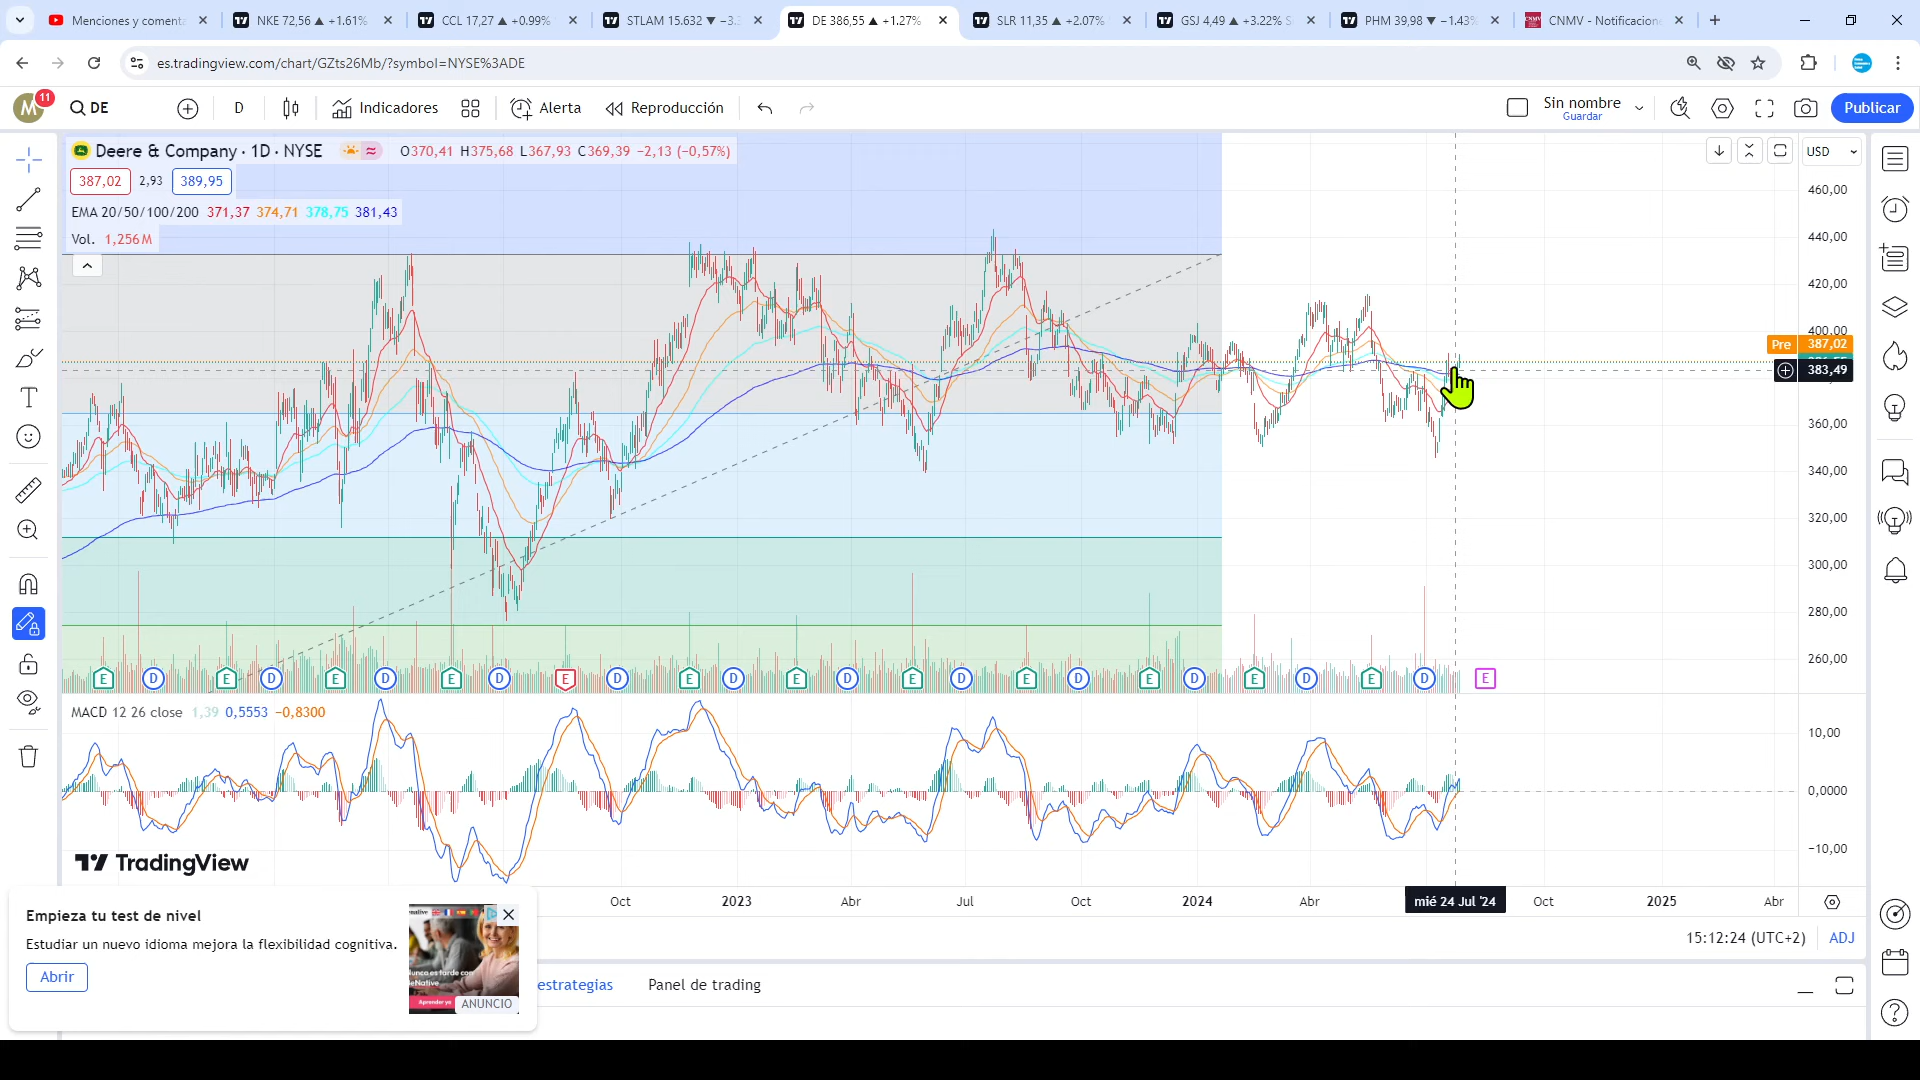 Menciones y comenta
NKE 72,56 ▲ +1.61%
CCL 17,27 ▲ +0.99%
STLAM 15.632 ▼ −3.
DE 386,55 ▲ +1.27%
SLR 11,35 ▲ +2.07%
GSJ 4,49 ▲ +3.22% S
PHM 39,98 ▼ −1.43%
CNMV - Notificacion
es.tradingview.com/chart/GZts26Mb/?symbol=NYSE%3ADE
M
11
DE
D
Indicadores
Alerta
Reproducción
Sin nombre
Guardar
Publicar
Deere & Company · 1D · NYSE
O370,41 H375,68 L367,93 C369,39 −2,13 (−0,57%)
USD
387,02
2,93
389,95
EMA 20/50/100/200 371,37 374,71 378,75 381,43
Vol. 1,256M
460,00
440,00
420,00
400,00
Pre 387,02
383,49
360,00
340,00
320,00
300,00
280,00
260,00
E D E D E D E D E D E D E D E D E D E D E D E D E
MACD 12 26 close 1,39 0,5553 −0,8300
10,00
0,0000
−10,00
TradingView
Oct
2023
Abr
Jul
Oct
2024
Abr
mié 24 Jul '24
Oct
2025
Abr
Empieza tu test de nivel
Estudiar un nuevo idioma mejora la flexibilidad cognitiva.
Abrir
ANUNCIO
15:12:24 (UTC+2)
ADJ
estrategias
Panel de trading